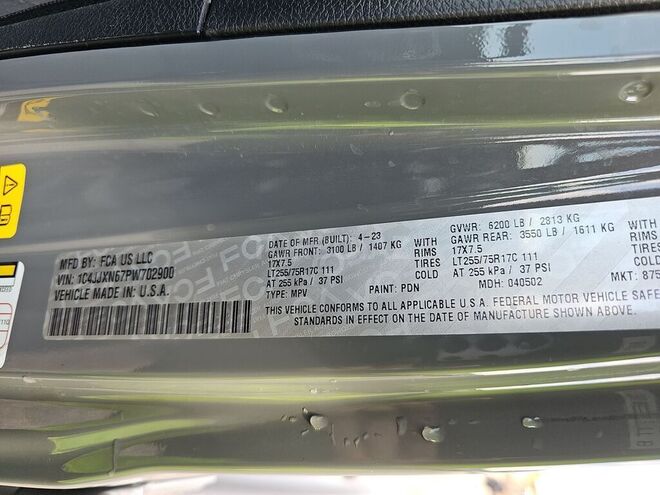 MFD BY: FCA US LLC
VIN: 1C4JJXN67PW702900
VEHICLE MADE IN U.S.A.
DATE OF MFR (BUILT): 4-23
GVWR: 6200 LB / 2813 KG
GAWR FRONT: 3100 LB / 1407 KG WITH
GAWR REAR: 3550 LB / 1611 KG WITH
17X7.5 RIMS
17X7.5 RIMS
LT255/75R17C 111 TIRES
LT255/75R17C 111 TIRES
AT 255 kPa / 37 PSI COLD
AT 255 kPa / 37 PSI COLD
TYPE: MPV PAINT: PDN MDH: 040502 MKT:
THIS VEHICLE CONFORMS TO ALL APPLICABLE U.S.A. FEDERAL MOTOR VEHICLE
STANDARDS IN EFFECT ON THE DATE OF MANUFACTURE SHOWN ABOVE.